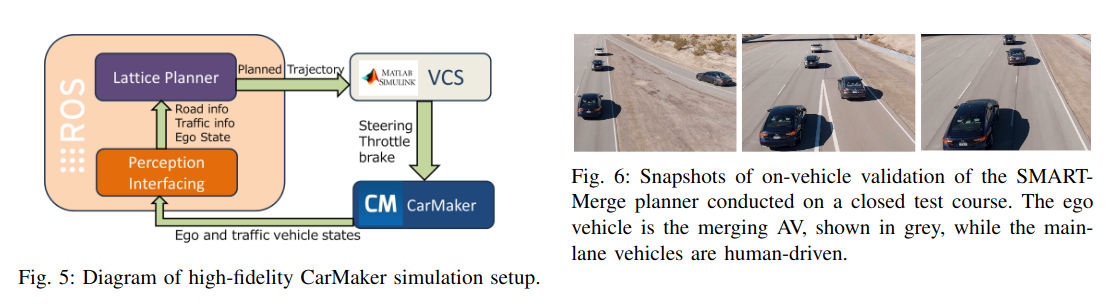 ROS
Lattice Planner
Planned Trajectory
MATLAB
SIMULINK
VCS
Road info
Traffic info
Ego State
Steering
Throttle
brake
Perception
Interfacing
CM CarMaker
Ego and traffic vehicle states
Fig. 5: Diagram of high-fidelity CarMaker simulation setup.
Fig. 6: Snapshots of on-vehicle validation of the SMART-
Merge planner conducted on a closed test course. The ego
vehicle is the merging AV, shown in grey, while the main-
lane vehicles are human-driven.